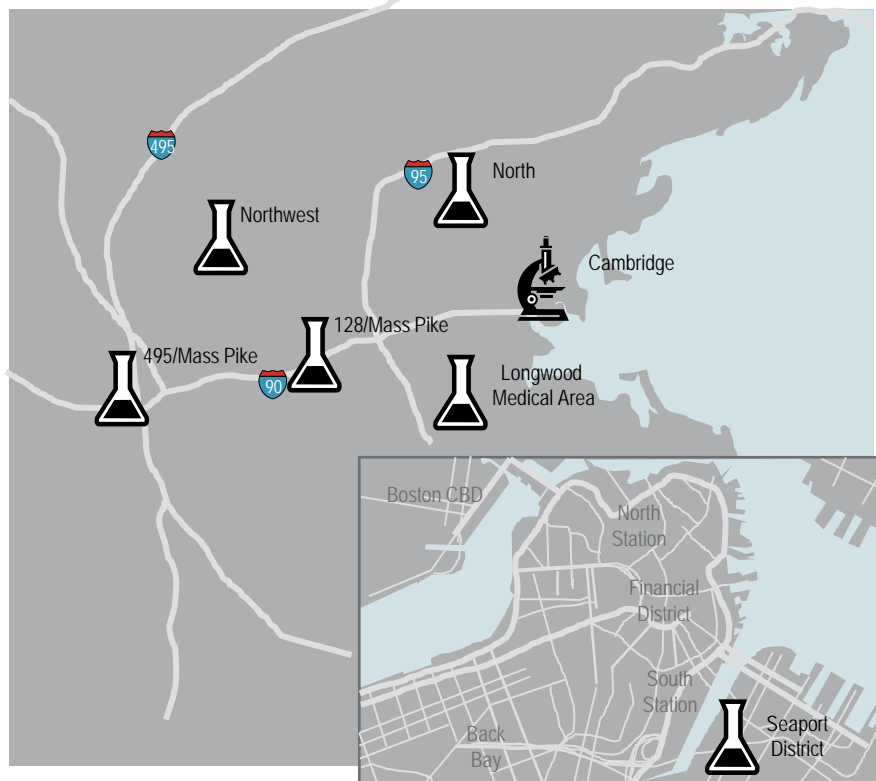 495
95
North
Northwest
Cambridge
128/Mass Pike
495/Mass Pike
90
Longwood
Medical Area
Boston CBD
North
Station
Financial
District
South
Station
Seaport
District
Back
Bay